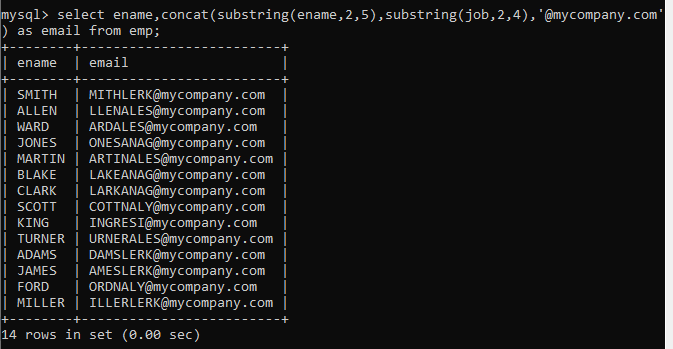 mysql> select ename,concat(substring(ename,2,5),substring(job,2,4),'@mycompany.com'
) as email from emp;
+--------+-------------------------+
| ename  | email                   |
+--------+-------------------------+
| SMITH  | MITHLERK@mycompany.com  |
| ALLEN  | LLENALES@mycompany.com  |
| WARD   | ARDALES@mycompany.com   |
| JONES  | ONESANAG@mycompany.com  |
| MARTIN | ARTINALES@mycompany.com |
| BLAKE  | LAKEANAG@mycompany.com  |
| CLARK  | LARKANAG@mycompany.com  |
| SCOTT  | COTTNALY@mycompany.com  |
| KING   | INGRESI@mycompany.com   |
| TURNER | URNERALES@mycompany.com |
| ADAMS  | DAMSLERK@mycompany.com  |
| JAMES  | AMESLERK@mycompany.com  |
| FORD   | ORDNALY@mycompany.com   |
| MILLER | ILLERLERK@mycompany.com |
+--------+-------------------------+
14 rows in set (0.00 sec)